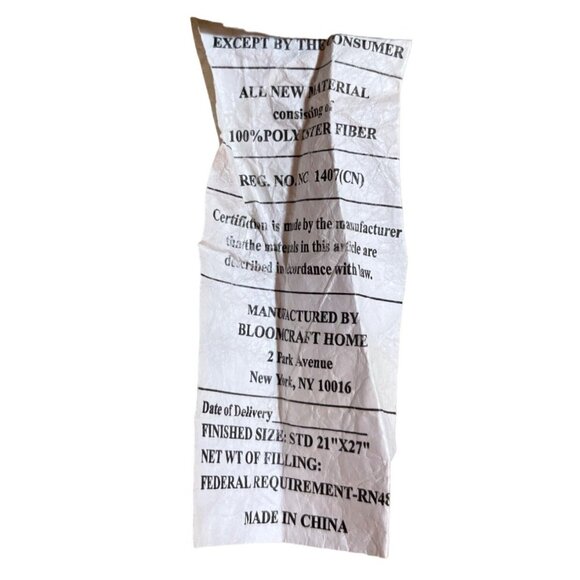 EXCEPT BY THE CONSUMER
ALL NEW MATERIAL
consisting of
100%POLYESTER FIBER
REG. NO. NC 1407(CN)
Certifiction is made by the manufacturer
that the materials in this article are
described in accordance with law.
MANUFACTURED BY
BLOOMCRAFT HOME
2 Park Avenue
New York, NY 10016
Date of Delivery
FINISHED SIZE: STD 21"X27"
NET WT OF FILLING:
FEDERAL REQUIREMENT-RN48
MADE IN CHINA